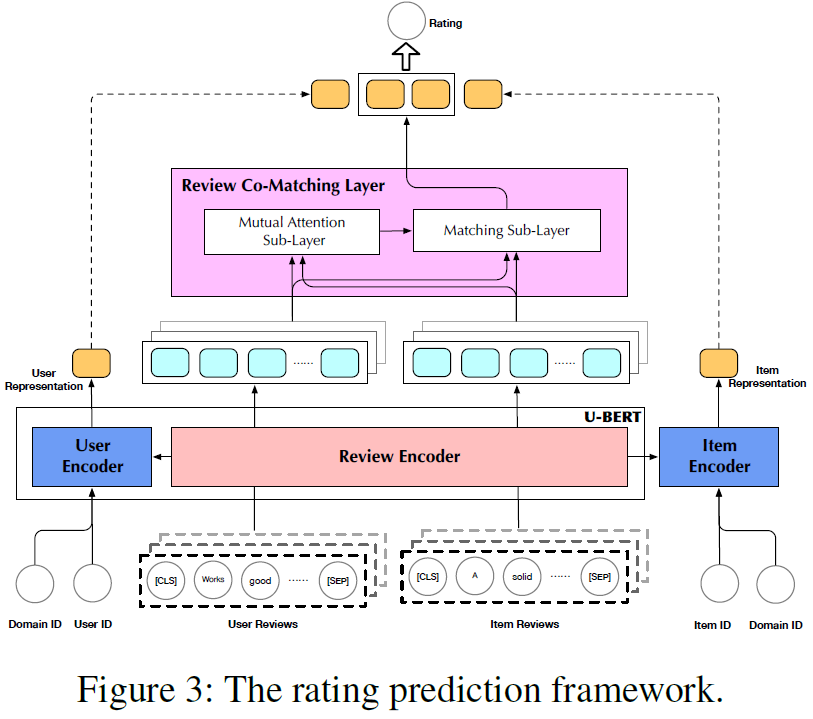 Rating
Review Co-Matching Layer
Mutual Attention
Sub-Layer
Matching Sub-Layer
User
Representation
Item
Representation
U-BERT
User
Encoder
Review Encoder
Item
Encoder
[CLS] Works good ...... [SEP]
[CLS] A solid ...... [SEP]
Domain ID User ID User Reviews Item Reviews Item ID Domain ID
Figure 3: The rating prediction framework.